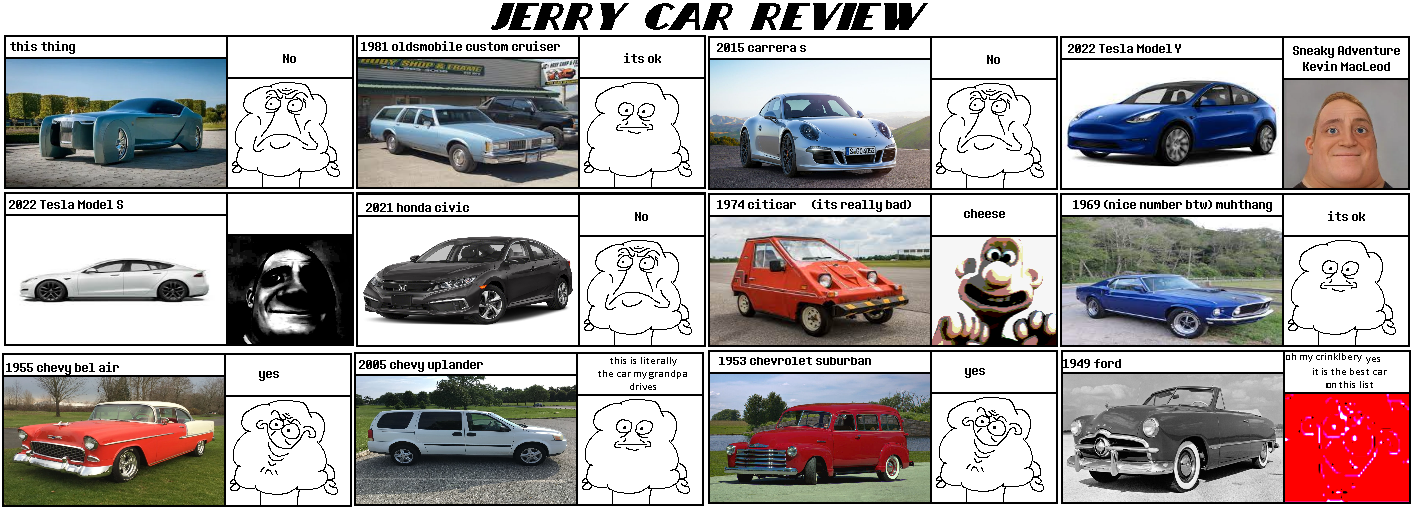 JERRY CAR REVIEW
this thing
No
1981 oldsmobile custom cruiser
its ok
2015 carrera s
No
2022 Tesla Model Y
Sneaky Adventure
Kevin MacLeod
2022 Tesla Model S
2021 honda civic
No
1974 citicar (its really bad)
cheese
1969 (nice number btw) muhthang
its ok
1955 chevy bel air
yes
2005 chevy uplander
this is literally
the car my grandpa
drives
1953 chevrolet suburban
yes
1949 ford
oh my crinklbery yes
it is the best car
on this list